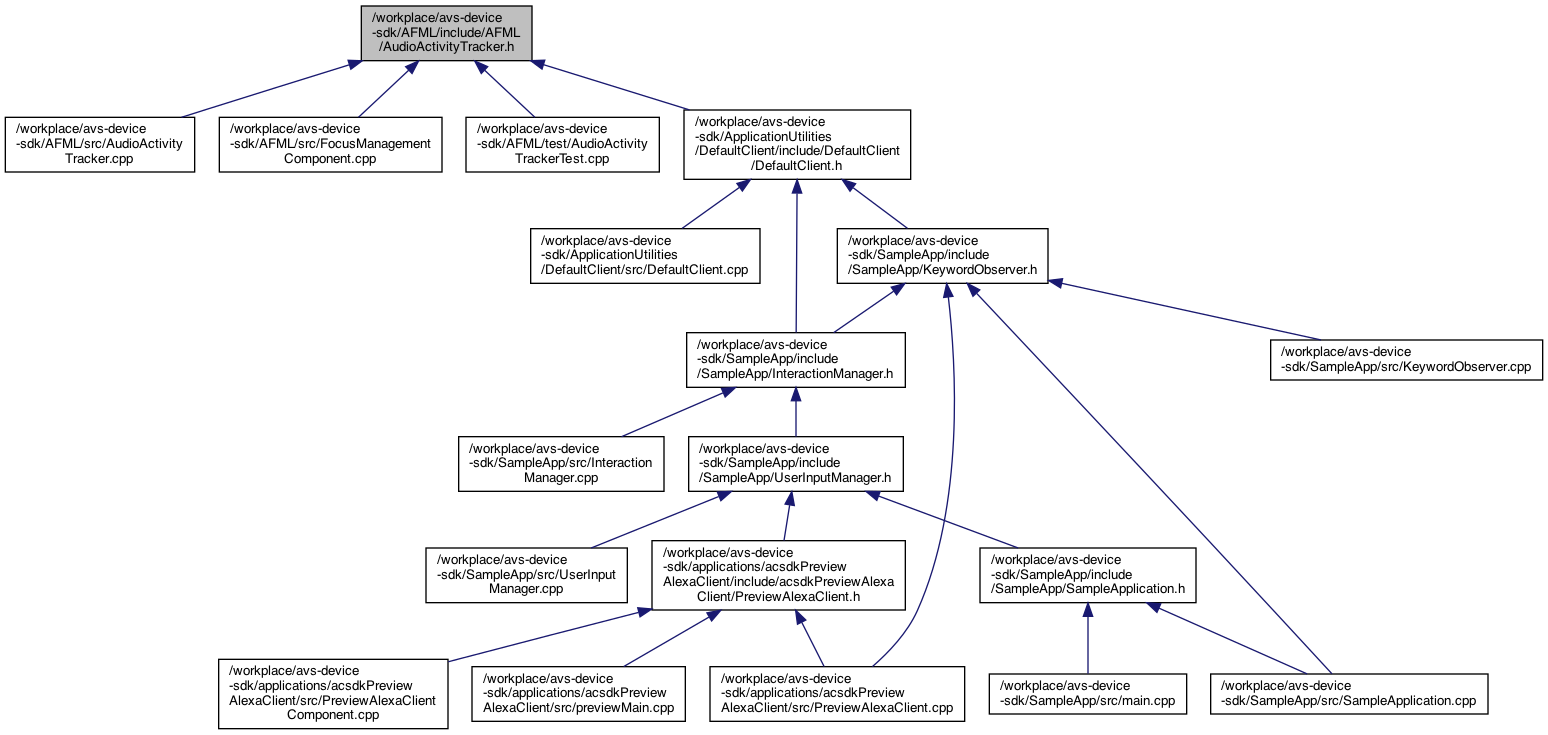 /workplace/avs-device
-sdk/AFML/include/AFML
/AudioActivityTracker.h
/workplace/avs-device
-sdk/AFML/src/AudioActivity
Tracker.cpp
/workplace/avs-device
-sdk/AFML/src/FocusManagement
Component.cpp
/workplace/avs-device
-sdk/AFML/test/AudioActivity
TrackerTest.cpp
/workplace/avs-device
-sdk/ApplicationUtilities
/DefaultClient/include/DefaultClient
/DefaultClient.h
/workplace/avs-device
-sdk/ApplicationUtilities
/DefaultClient/src/DefaultClient.cpp
/workplace/avs-device
-sdk/SampleApp/include
/SampleApp/KeywordObserver.h
/workplace/avs-device
-sdk/SampleApp/include
/SampleApp/InteractionManager.h
/workplace/avs-device
-sdk/SampleApp/src/KeywordObserver.cpp
/workplace/avs-device
-sdk/SampleApp/src/Interaction
Manager.cpp
/workplace/avs-device
-sdk/SampleApp/include
/SampleApp/UserInputManager.h
/workplace/avs-device
-sdk/SampleApp/src/UserInput
Manager.cpp
/workplace/avs-device
-sdk/applications/acsdkPreview
AlexaClient/include/acsdkPreviewAlexa
Client/PreviewAlexaClient.h
/workplace/avs-device
-sdk/SampleApp/include
/SampleApp/SampleApplication.h
/workplace/avs-device
-sdk/applications/acsdkPreview
AlexaClient/src/PreviewAlexaClient
Component.cpp
/workplace/avs-device
-sdk/applications/acsdkPreview
AlexaClient/src/previewMain.cpp
/workplace/avs-device
-sdk/applications/acsdkPreview
AlexaClient/src/PreviewAlexaClient.cpp
/workplace/avs-device
-sdk/SampleApp/src/main.cpp
/workplace/avs-device
-sdk/SampleApp/src/SampleApplication.cpp